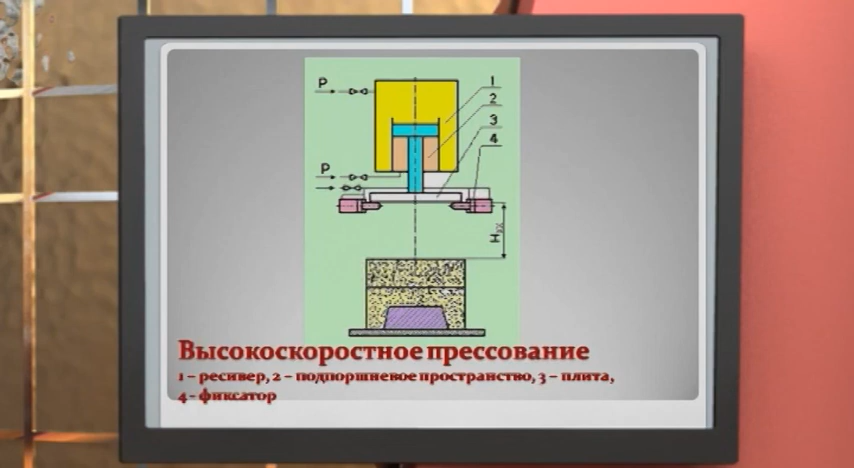 P
1
2
3
4
P
Высокоскоростное прессование
1 – ресивер, 2 – подпоршневое пространство, 3 – плита,
4 - фиксатор